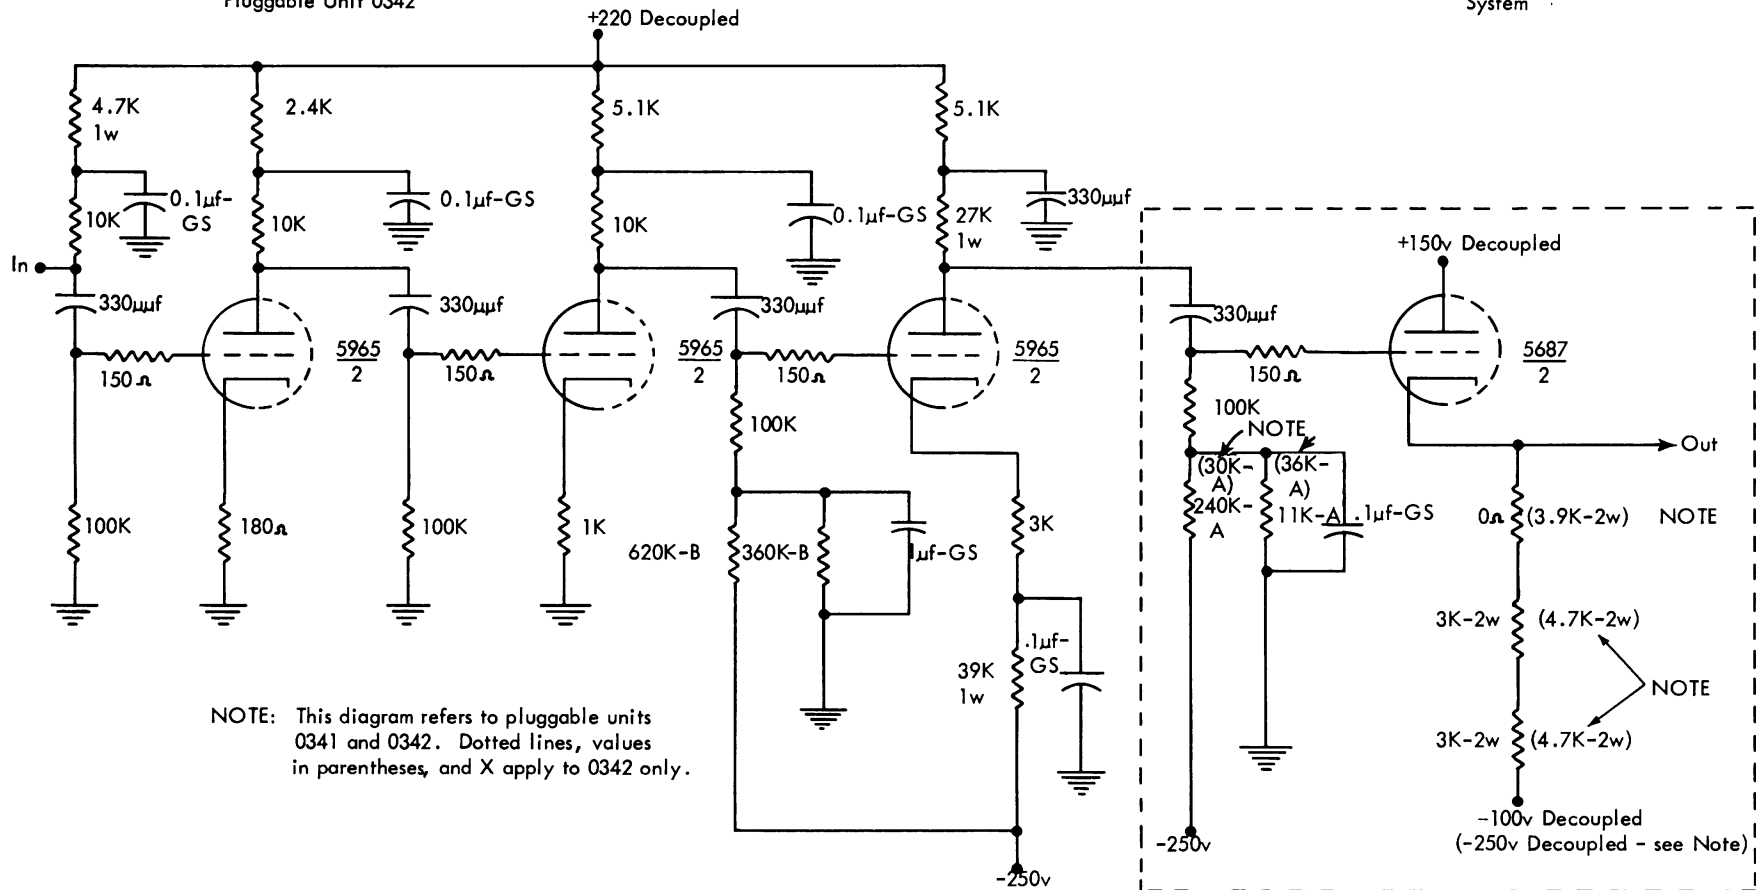 Pluggable Unit 0342
System
+220 Decoupled
4.7K
1w
2.4K
5.1K
5.1K
0.1μf-
GS
0.1μf-GS
0.1μf-GS
330μμf
10K
10K
10K
27K
1w
+150v Decoupled
In
330μμf
330μμf
330μμf
330μμf
5965
2
5965
2
5965
2
5687
2
150Ω
150Ω
150Ω
150Ω
100K
100K
NOTE
Out
(30K-
A)
(36K-
A)
240K-
A
11K-A
.1μf-GS
0Ω
(3.9K-2w)
NOTE
100K
180Ω
100K
1K
620K-B
360K-B
1μf-GS
3K
3K-2w
(4.7K-2w)
.1μf-
GS
39K
1w
NOTE
3K-2w
(4.7K-2w)
NOTE: This diagram refers to pluggable units
0341 and 0342. Dotted lines, values
in parentheses, and X apply to 0342 only.
-100v Decoupled
(-250v Decoupled - see Note)
-250v
-250v